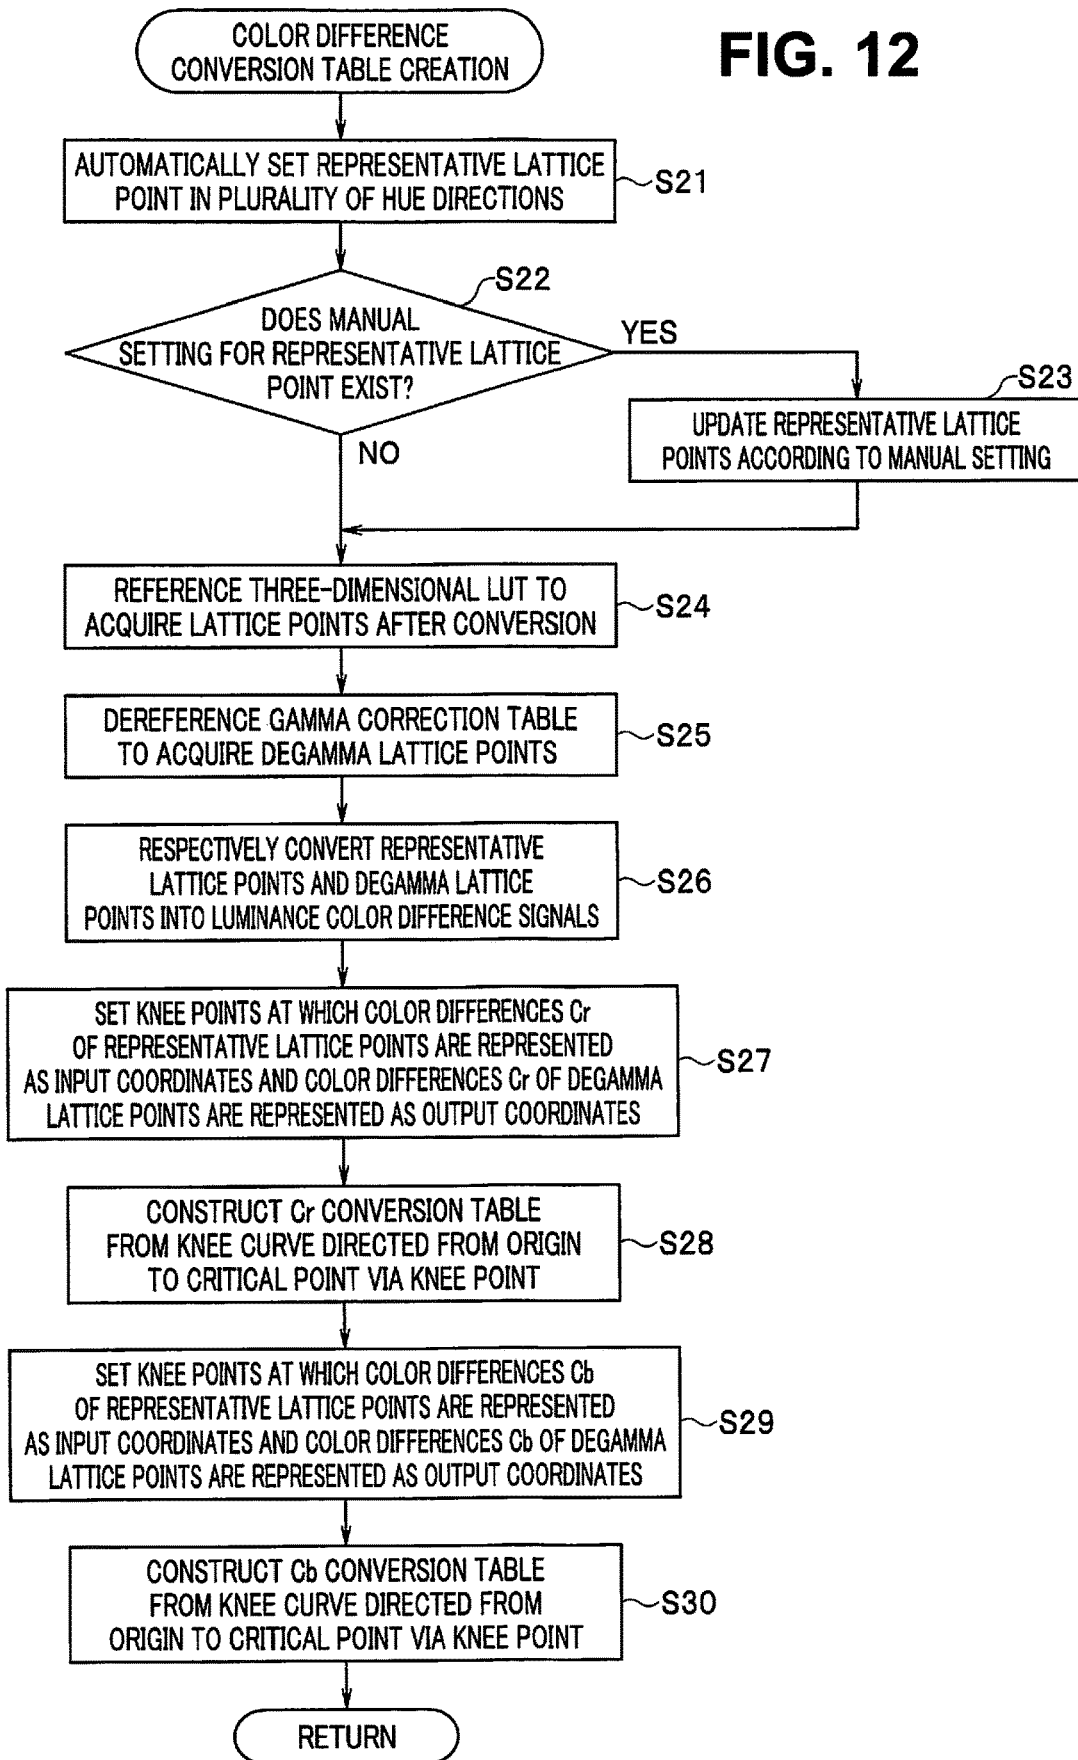 COLOR DIFFERENCE
CONVERSION TABLE CREATION
FIG. 12
AUTOMATICALLY SET REPRESENTATIVE LATTICE
POINT IN PLURALITY OF HUE DIRECTIONS
S21
S22
DOES MANUAL
SETTING FOR REPRESENTATIVE LATTICE
POINT EXIST?
YES
NO
S23
UPDATE REPRESENTATIVE LATTICE
POINTS ACCORDING TO MANUAL SETTING
REFERENCE THREE-DIMENSIONAL LUT TO
ACQUIRE LATTICE POINTS AFTER CONVERSION
S24
DEREFERENCE GAMMA CORRECTION TABLE
TO ACQUIRE DEGAMMA LATTICE POINTS
S25
RESPECTIVELY CONVERT REPRESENTATIVE
LATTICE POINTS AND DEGAMMA LATTICE
POINTS INTO LUMINANCE COLOR DIFFERENCE SIGNALS
S26
SET KNEE POINTS AT WHICH COLOR DIFFERENCES Cr
OF REPRESENTATIVE LATTICE POINTS ARE REPRESENTED
AS INPUT COORDINATES AND COLOR DIFFERENCES Cr OF DEGAMMA
LATTICE POINTS ARE REPRESENTED AS OUTPUT COORDINATES
S27
CONSTRUCT Cr CONVERSION TABLE
FROM KNEE CURVE DIRECTED FROM ORIGIN
TO CRITICAL POINT VIA KNEE POINT
S28
SET KNEE POINTS AT WHICH COLOR DIFFERENCES Cb
OF REPRESENTATIVE LATTICE POINTS ARE REPRESENTED
AS INPUT COORDINATES AND COLOR DIFFERENCES Cb OF DEGAMMA
LATTICE POINTS ARE REPRESENTED AS OUTPUT COORDINATES
S29
CONSTRUCT Cb CONVERSION TABLE
FROM KNEE CURVE DIRECTED FROM
ORIGIN TO CRITICAL POINT VIA KNEE POINT
S30
RETURN